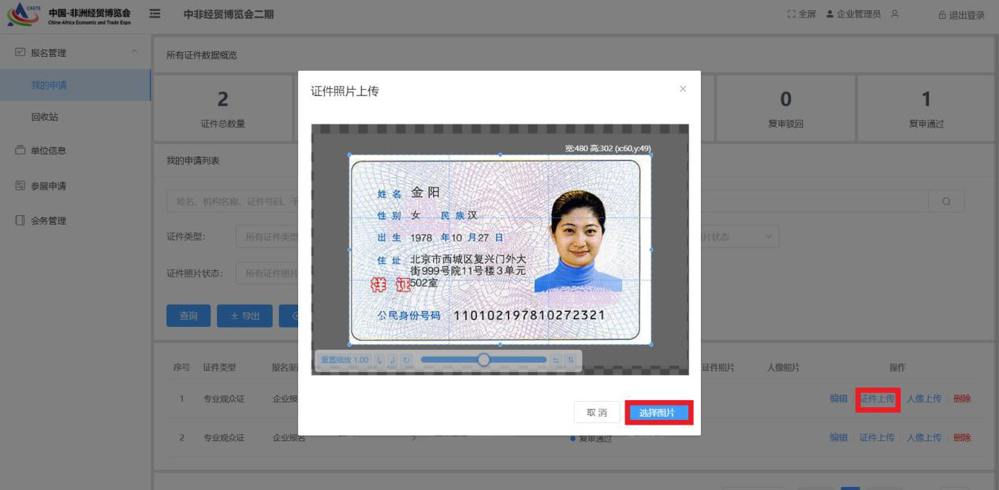 CAETE
中国-非洲经贸博览会
China-Africa Economic and Trade Expo
中非经贸博览会二期
全屏
企业管理员
退出登录
报名管理
我的申请
回收站
单位信息
参展申请
会务管理
所有证件数据概览
2
证件总数量
0
复审驳回
1
复审通过
我的申请列表
姓名、机构名称、证件号码、手
证件类型:
所有证件类型
片状态
证件照片状态:
所有证件照片
查询
导出
证件照片上传
宽:480 高:302 (x:60,y:49)
姓名 金阳
性别 女 民族 汉
出生 1978 年 10 月 27 日
住址 北京市西城区复兴门外大
街999号院11号楼3单元
502室
样 证
公民身份号码 110102197810272321
重置缩放 1.00
取消
选择图片
序号 证件类型 证件照片 人像照片 操作
1 专业观众证 编辑 证件上传 人像上传 删除
2 专业观众证 企业报名 复审通过 编辑 证件上传 人像上传 删除